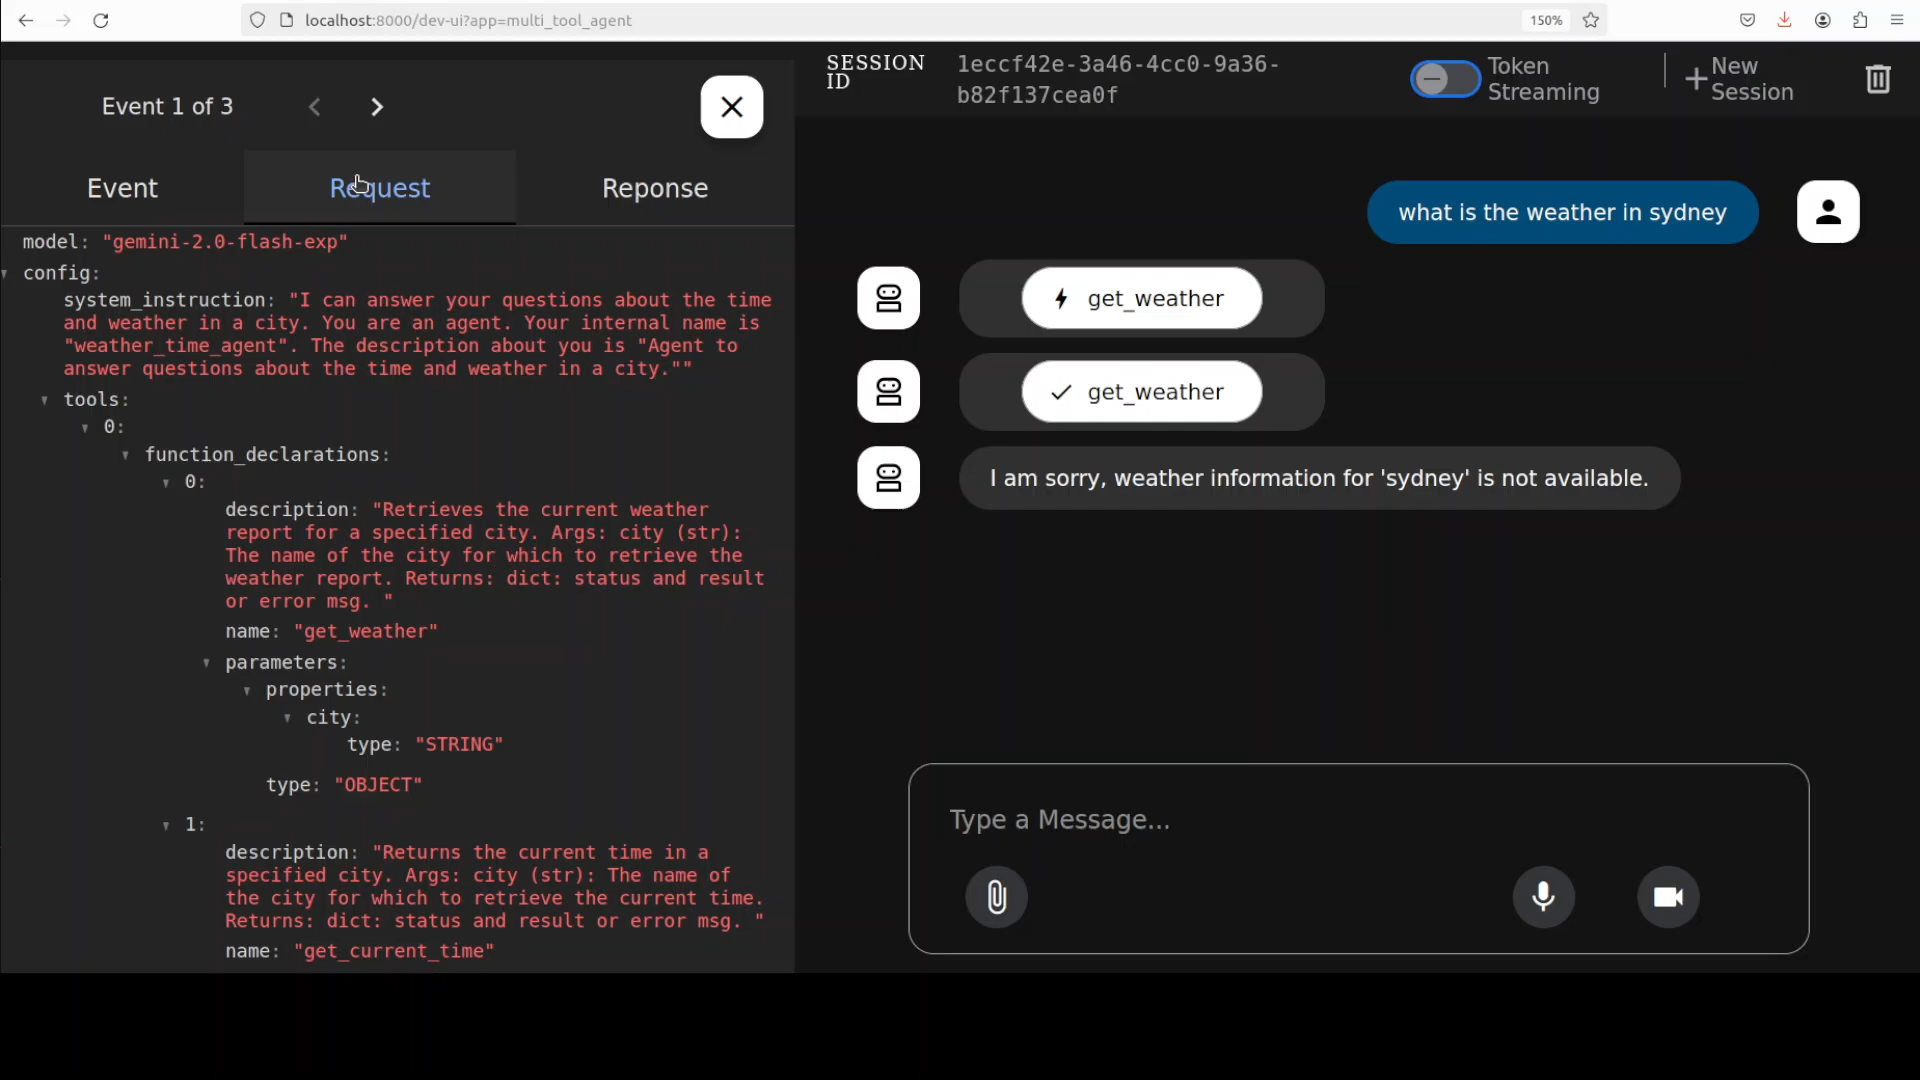 localhost:8000/dev-ui?app=multi_tool_agent
150%
Event 1 of 3
Event
Request
Reponse
model: "gemini-2.0-flash-exp"
config:
system_instruction: "I can answer your questions about the time
and weather in a city. You are an agent. Your internal name is
"weather_time_agent". The description about you is "Agent to
answer questions about the time and weather in a city.""
tools:
0:
function_declarations:
0:
description: "Retrieves the current weather
report for a specified city. Args: city (str):
The name of the city for which to retrieve the
weather report. Returns: dict: status and result
or error msg. "
name: "get_weather"
parameters:
properties:
city:
type: "STRING"
type: "OBJECT"
1:
description: "Returns the current time in a
specified city. Args: city (str): The name of
the city for which to retrieve the current time.
Returns: dict: status and result or error msg. "
name: "get_current_time"
SESSION
ID
1eccf42e-3a46-4cc0-9a36-
b82f137cea0f
Token
Streaming
New
Session
what is the weather in sydney
get_weather
get_weather
I am sorry, weather information for 'sydney' is not available.
Type a Message...